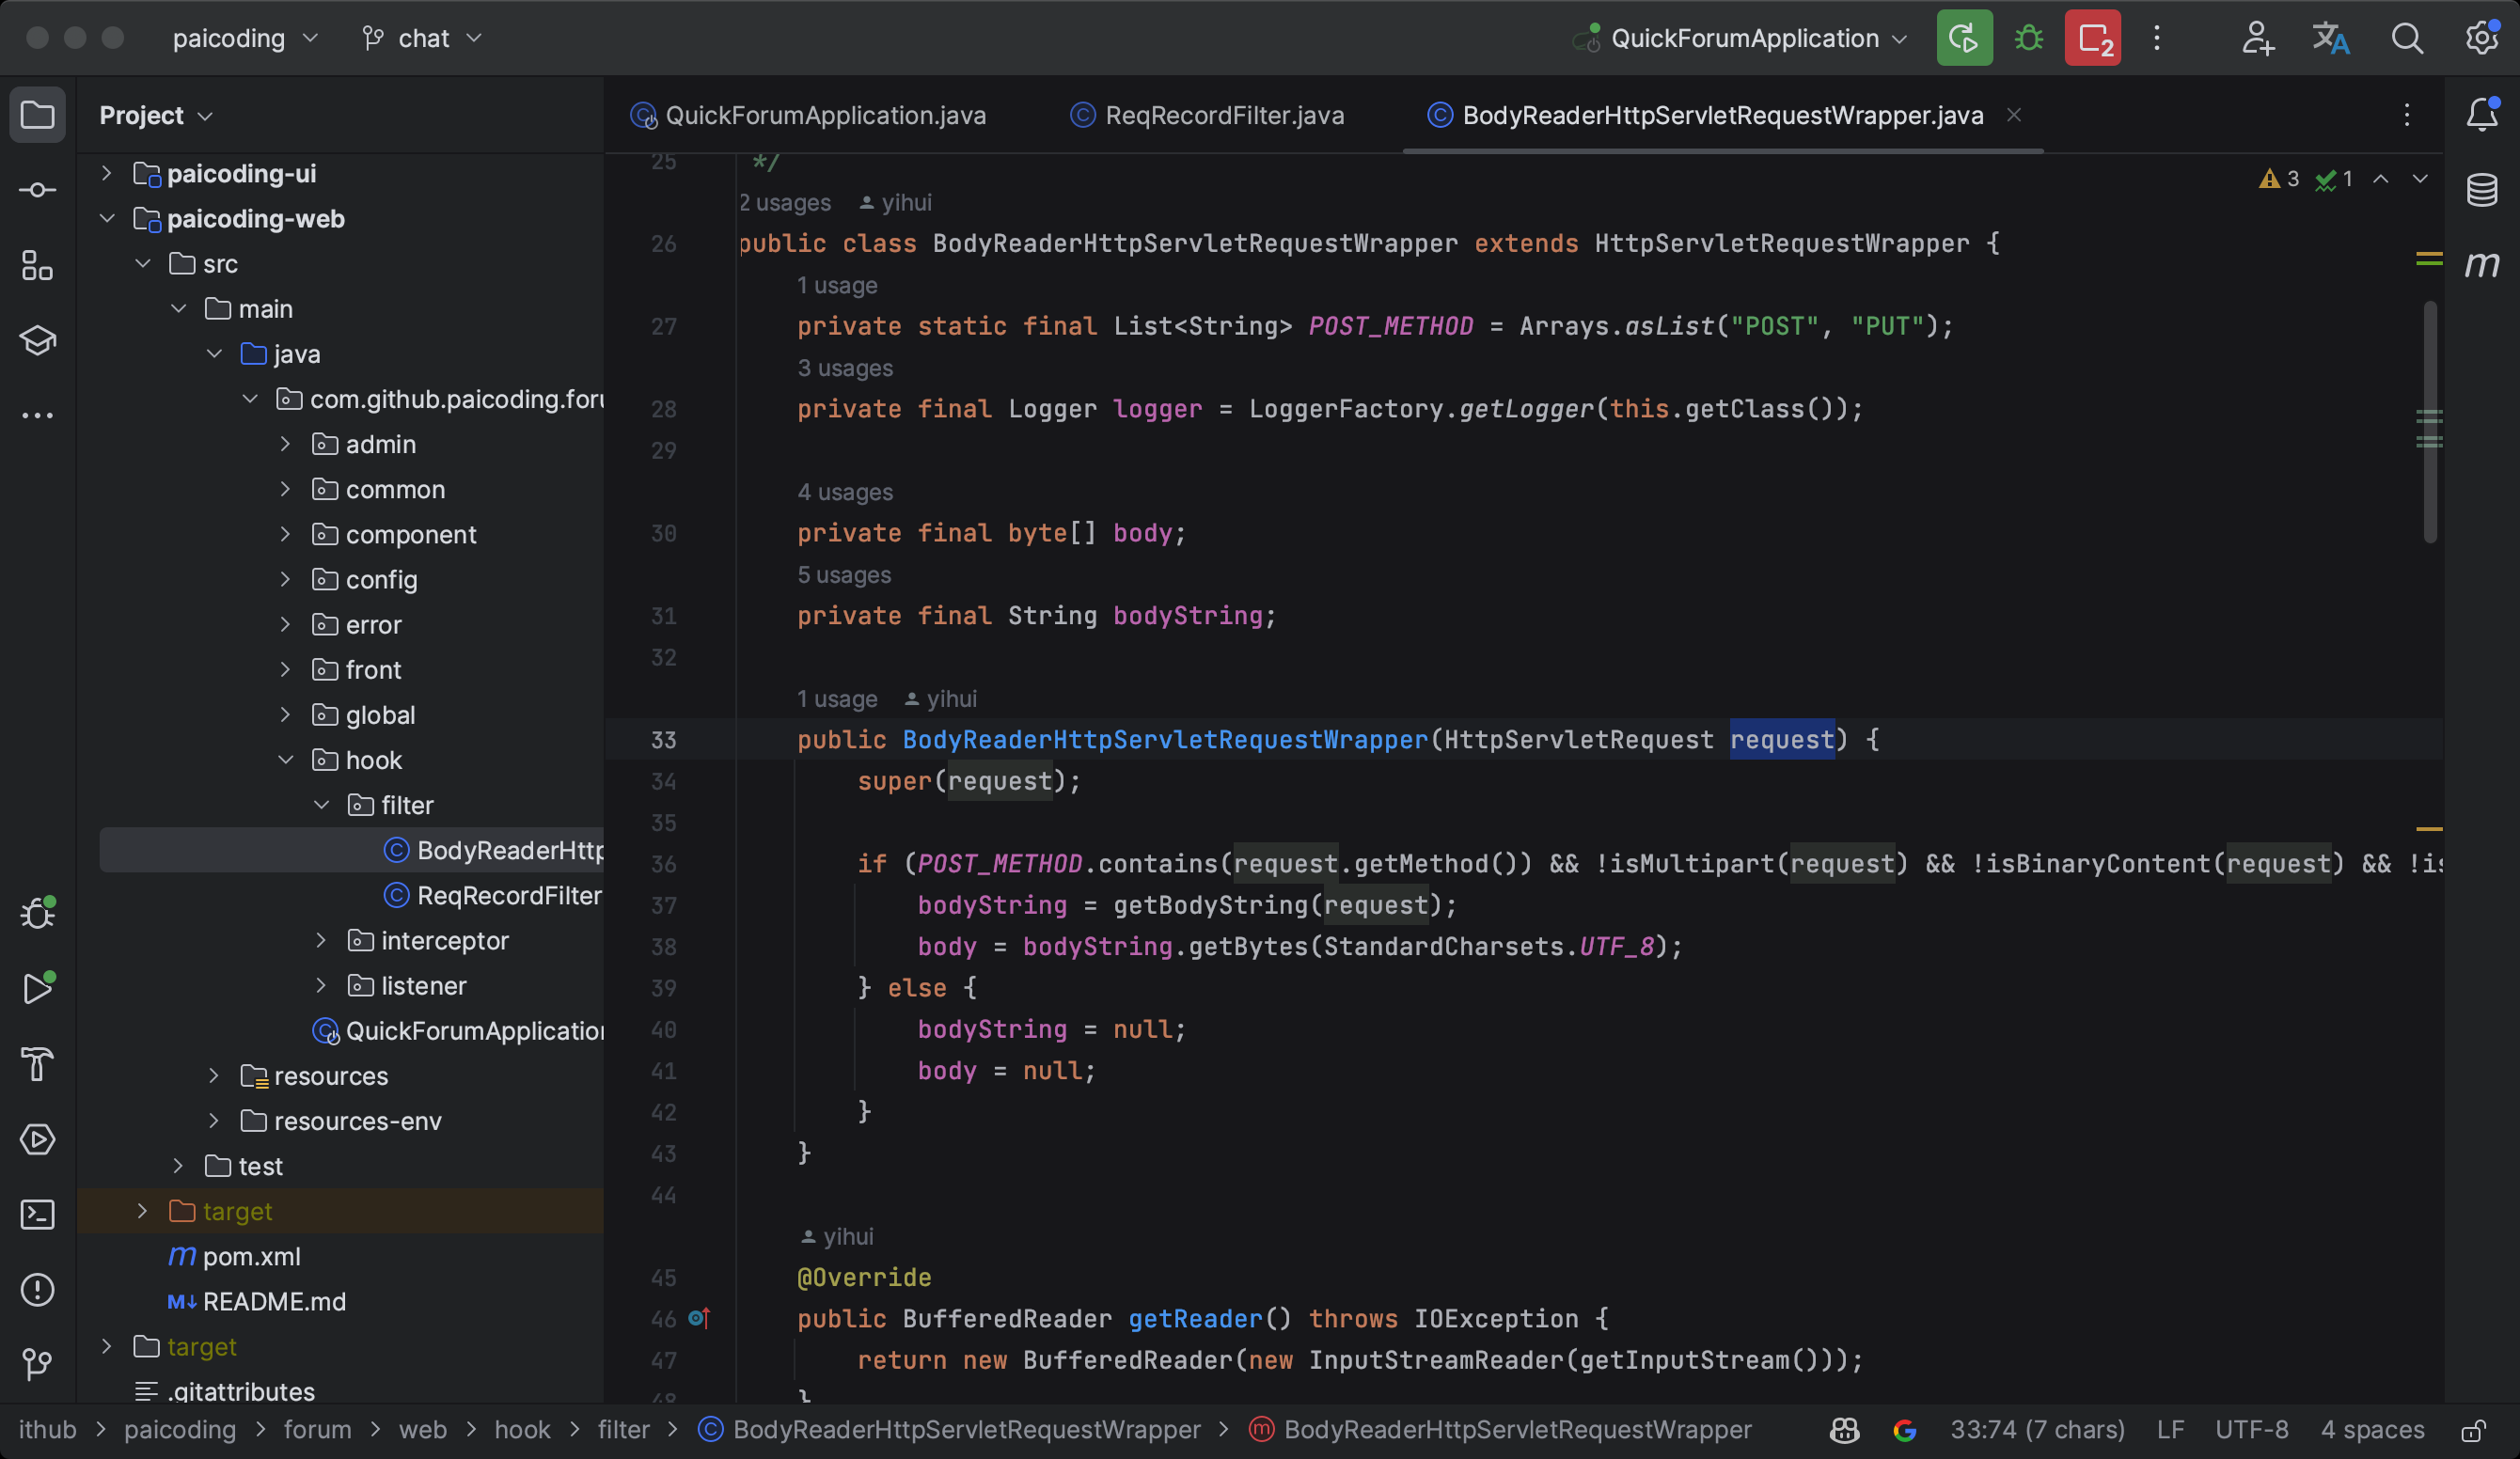 paicoding
chat
QuickForumApplication
2
Project
QuickForumApplication.java
ReqRecordFilter.java
BodyReaderHttpServletRequestWrapper.java
paicoding-ui
paicoding-web
src
main
java
com.github.paicoding.foru
admin
common
component
config
error
front
global
hook
filter
BodyReaderHttp
ReqRecordFilter
interceptor
listener
QuickForumApplication
resources
resources-env
test
target
pom.xml
README.md
target
.gitattributes
3 1
25 */
2 usages yihui
26 public class BodyReaderHttpServletRequestWrapper extends HttpServletRequestWrapper {
1 usage
27 private static final List<String> POST_METHOD = Arrays.asList("POST", "PUT");
3 usages
28 private final Logger logger = LoggerFactory.getLogger(this.getClass());
29
4 usages
30 private final byte[] body;
5 usages
31 private final String bodyString;
32
1 usage yihui
33 public BodyReaderHttpServletRequestWrapper(HttpServletRequest request) {
34 super(request);
35
36 if (POST_METHOD.contains(request.getMethod()) && !isMultipart(request) && !isBinaryContent(request) && !is
37 bodyString = getBodyString(request);
38 body = bodyString.getBytes(StandardCharsets.UTF_8);
39 } else {
40 bodyString = null;
41 body = null;
42 }
43 }
44
yihui
45 @Override
46 public BufferedReader getReader() throws IOException {
47 return new BufferedReader(new InputStreamReader(getInputStream()));
48 }
ithub > paicoding > forum > web > hook > filter > BodyReaderHttpServletRequestWrapper > BodyReaderHttpServletRequestWrapper
33:74 (7 chars) LF UTF-8 4 spaces